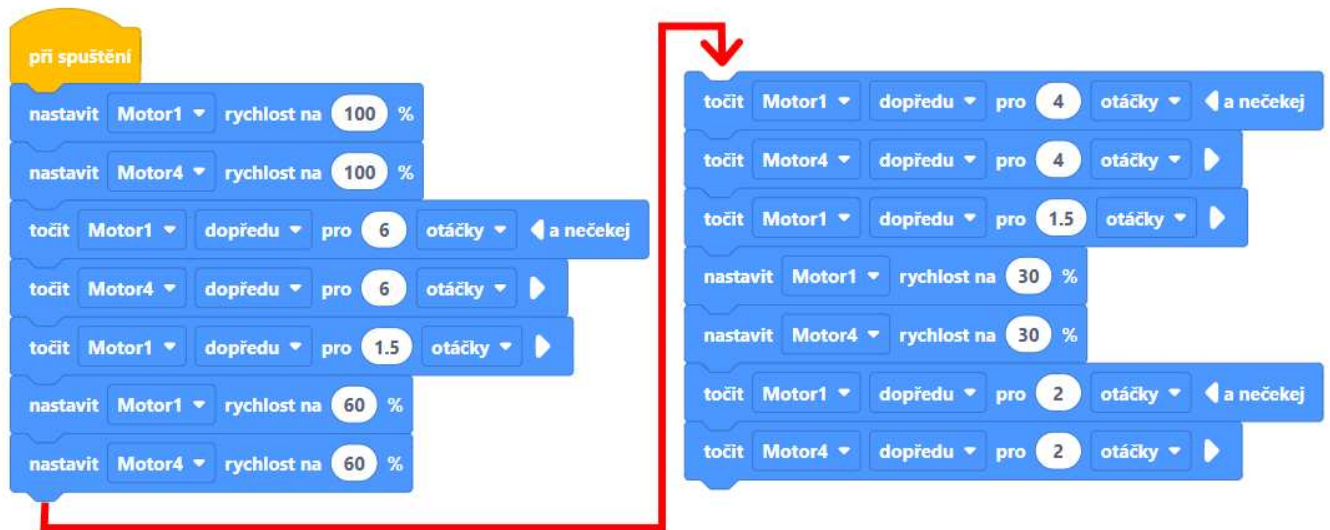 při spuštění
nastavit Motor1 rychlost na 100 %
nastavit Motor4 rychlost na 100 %
točit Motor1 dopředu pro 6 otáčky a nečekej
točit Motor4 dopředu pro 6 otáčky
točit Motor1 dopředu pro 1.5 otáčky
nastavit Motor1 rychlost na 60 %
nastavit Motor4 rychlost na 60 %
točit Motor1 dopředu pro 4 otáčky a nečekej
točit Motor4 dopředu pro 4 otáčky
točit Motor1 dopředu pro 1.5 otáčky
nastavit Motor1 rychlost na 30 %
nastavit Motor4 rychlost na 30 %
točit Motor1 dopředu pro 2 otáčky a nečekej
točit Motor4 dopředu pro 2 otáčky